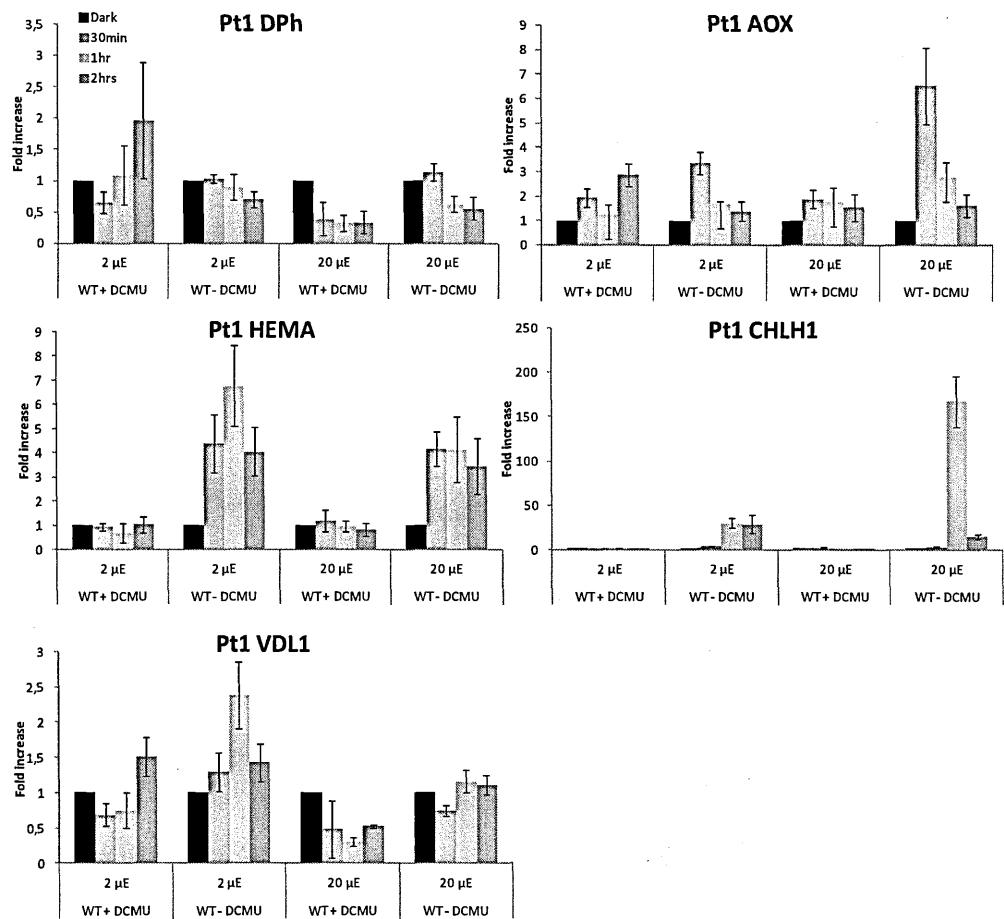 Pt1 DPh
Dark
30min
1hr
2hrs
Fold increase
3,5
3
2,5
2
1,5
1
0,5
0
2 µE
2 µE
20 µE
20 µE
WT+ DCMU
WT- DCMU
WT+ DCMU
WT- DCMU
Pt1 AOX
Fold increase
9
8
7
6
5
4
3
2
1
0
2 µE
2 µE
20 µE
20 µE
WT+ DCMU
WT- DCMU
WT+ DCMU
WT- DCMU
Pt1 HEMA
Fold increase
9
8
7
6
5
4
3
2
1
0
2 µE
2 µE
20 µE
20 µE
WT+ DCMU
WT- DCMU
WT+ DCMU
WT- DCMU
Pt1 CHLH1
Fold increase
250
200
150
100
50
0
2 µE
2 µE
20 µE
20 µE
WT+ DCMU
WT- DCMU
WT+ DCMU
WT- DCMU
Pt1 VDL1
Fold increase
3
2,5
2
1,5
1
0,5
0
2 µE
2 µE
20 µE
20 µE
WT+ DCMU
WT- DCMU
WT+ DCMU
WT- DCMU